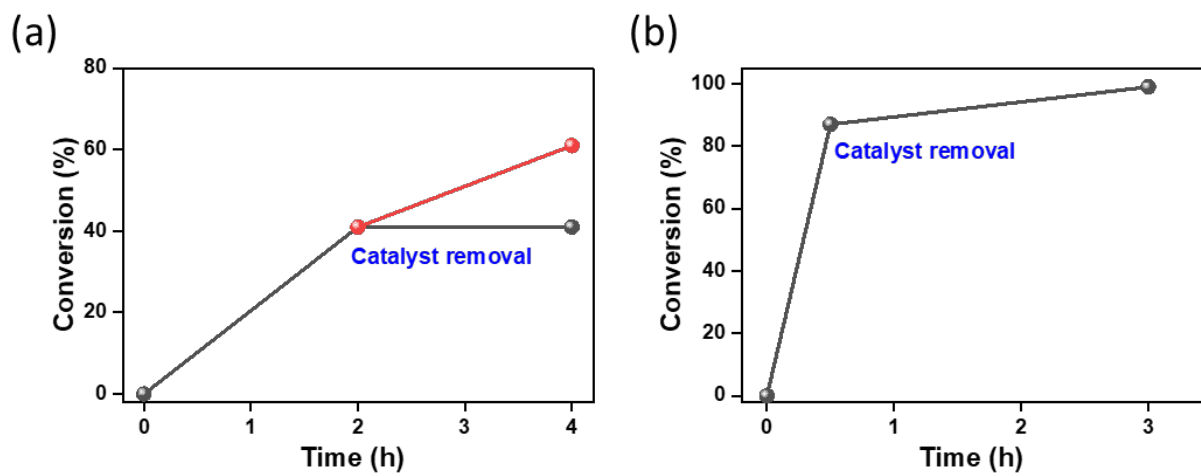 (a)
80
60
40
20
0
Conversion (%)
Catalyst removal
0 1 2 3 4
Time (h)
(b)
100
80
60
40
20
0
Conversion (%)
Catalyst removal
0 1 2 3
Time (h)